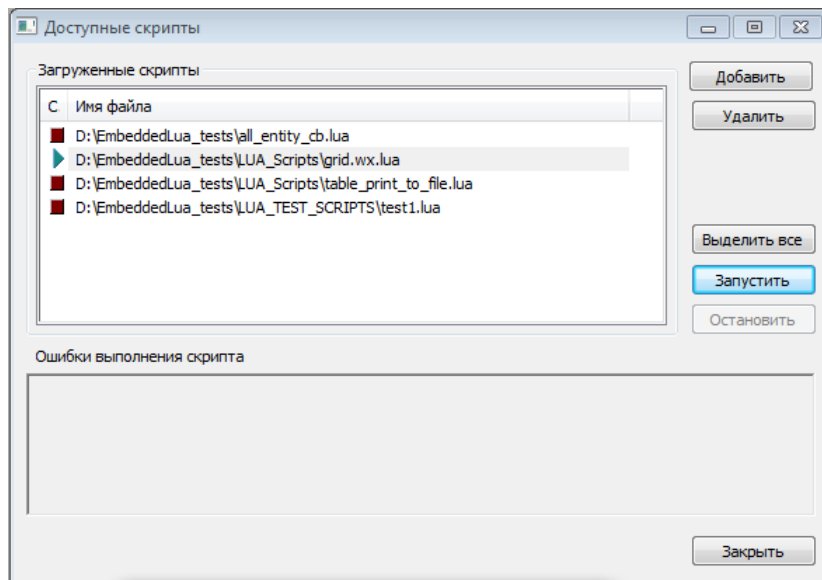 Доступные скрипты
Загруженные скрипты
С Имя файла
D:\EmbeddedLua_tests\all_entity_cb.lua
D:\EmbeddedLua_tests\LUA_Scripts\grid.wx.lua
D:\EmbeddedLua_tests\LUA_Scripts\table_print_to_file.lua
D:\EmbeddedLua_tests\LUA_TEST_SCRIPTS\test1.lua
Добавить
Удалить
Выделить все
Запустить
Остановить
Ошибки выполнения скрипта
Закрыть